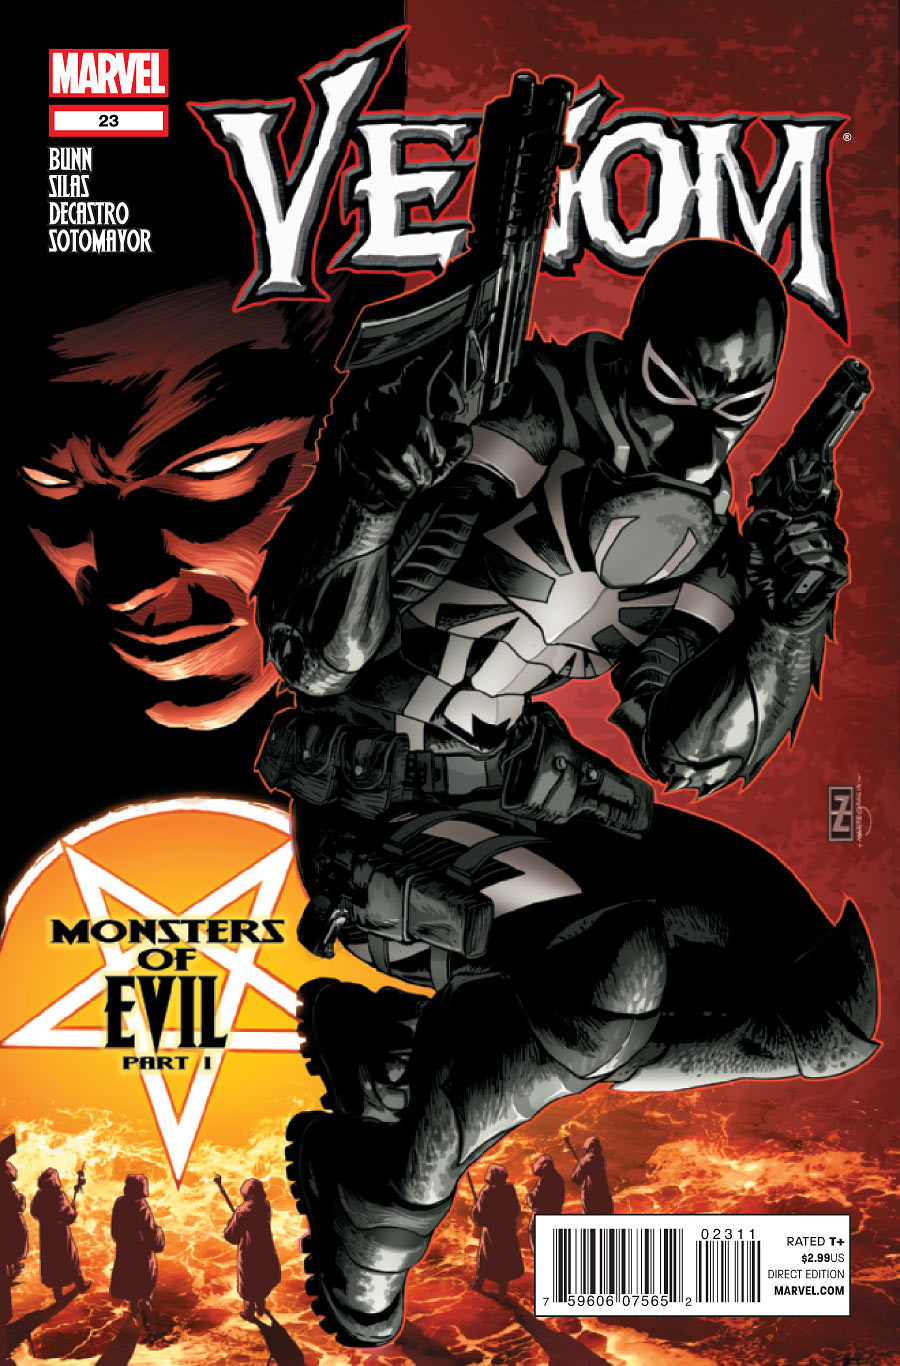 MARVEL
23
BUNN
SILAS
DECASTRO
SOTOMAYOR
VENOM
®
MONSTERS
OF
EVIL
PART 1
02311
RATED T+
$2.99US
DIRECT EDITION
MARVEL.COM
7 59606 07565 2